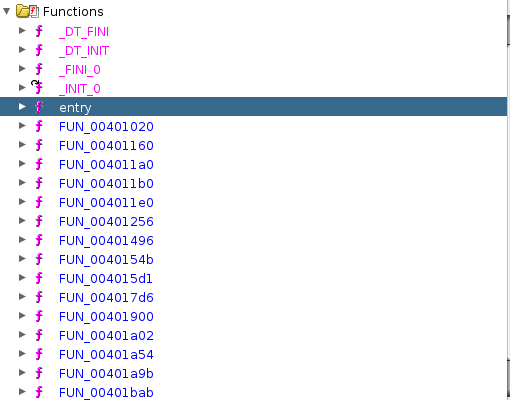 Functions
_DT_FINI
_DT_INIT
_FINI_0
_INIT_0
entry
FUN_00401020
FUN_00401160
FUN_004011a0
FUN_004011b0
FUN_004011e0
FUN_00401256
FUN_00401496
FUN_0040154b
FUN_004015d1
FUN_004017d6
FUN_00401900
FUN_00401a02
FUN_00401a54
FUN_00401a9b
FUN_00401bab